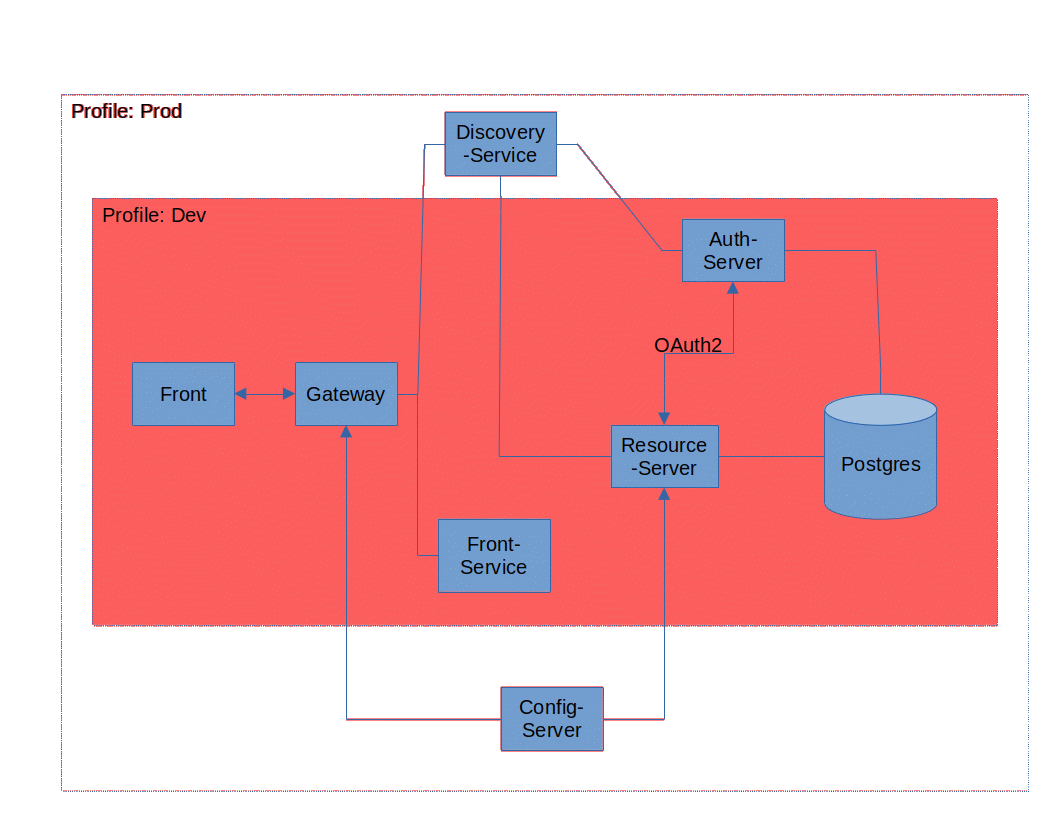 Profile: Prod
Discovery
-Service
Profile: Dev
Auth-
Server
OAuth2
Front
Gateway
Resource
-Server
Postgres
Front-
Service
Config-
Server